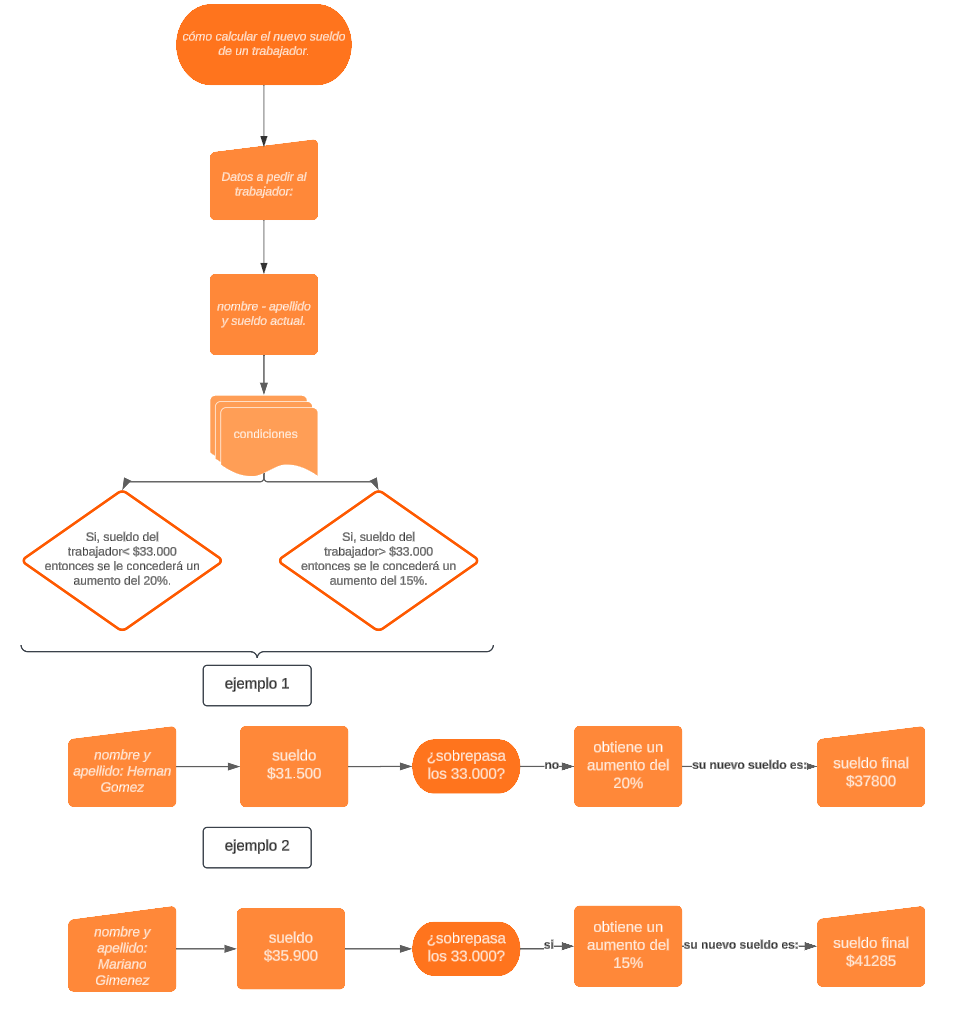 cómo calcular el nuevo sueldo
de un trabajador.
Datos a pedir al
trabajador:
nombre - apellido
y sueldo actual.
condiciones
Si, sueldo del
trabajador< $33.000
entonces se le concederá un
aumento del 20%.
Si, sueldo del
trabajador> $33.000
entonces se le concederá un
aumento del 15%.
ejemplo 1
nombre y
apellido: Hernan
Gomez
sueldo
$31.500
¿sobrepasa
los 33.000?
no
obtiene un
aumento del
20%
su nuevo sueldo es:
sueldo final
$37800
ejemplo 2
nombre y
apellido:
Mariano
Gimenez
sueldo
$35.900
¿sobrepasa
los 33.000?
si
obtiene un
aumento del
15%
su nuevo sueldo es:
sueldo final
$41285